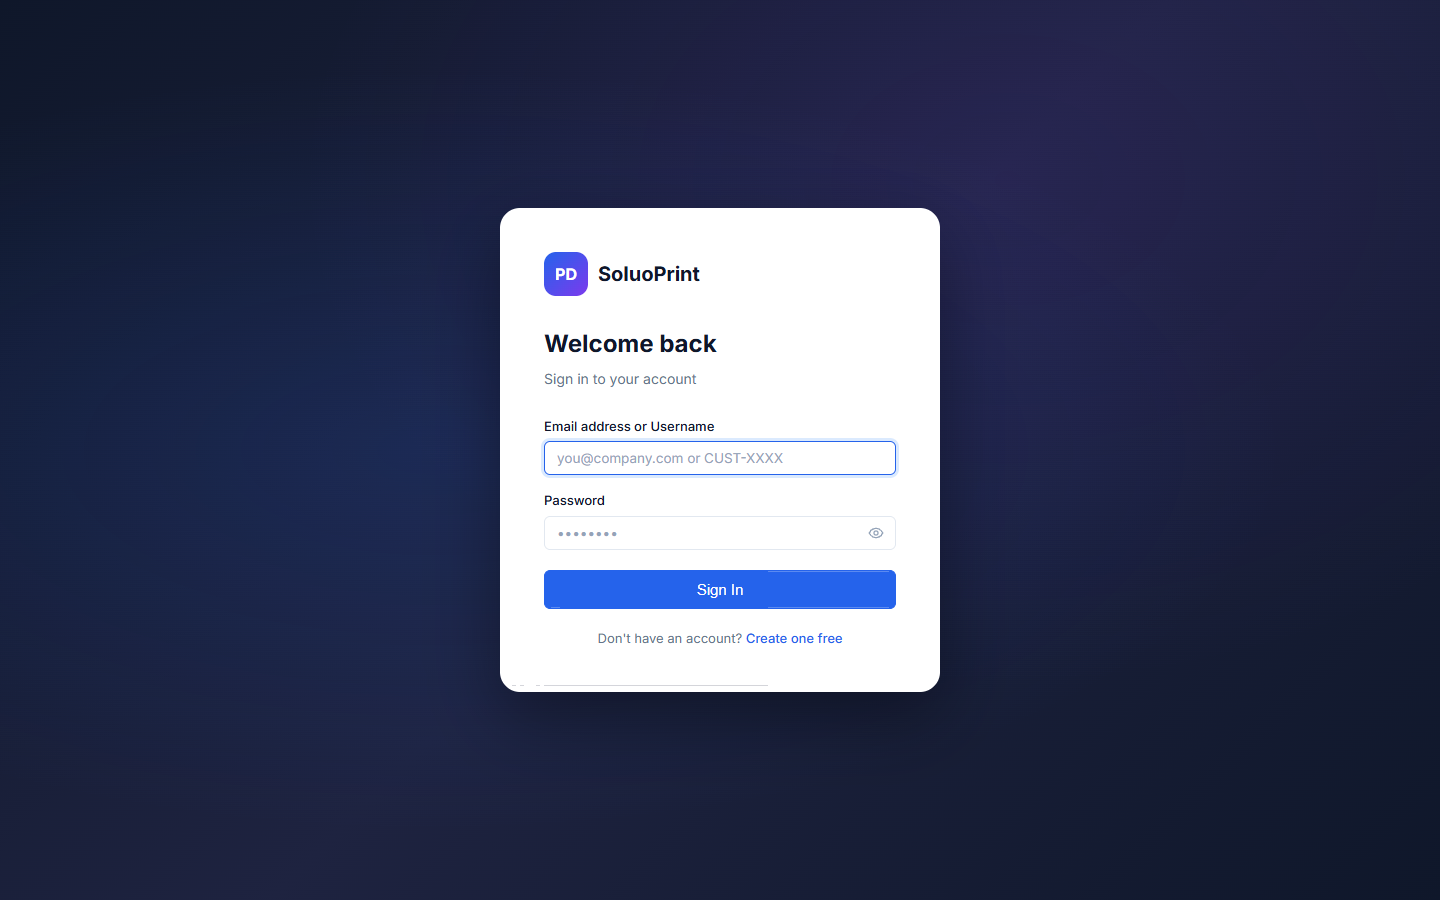 PD
SoluoPrint
Welcome back
Sign in to your account
Email address or Username
you@company.com or CUST-XXXX
Password
••••••••
Sign In
Don't have an account? Create one free